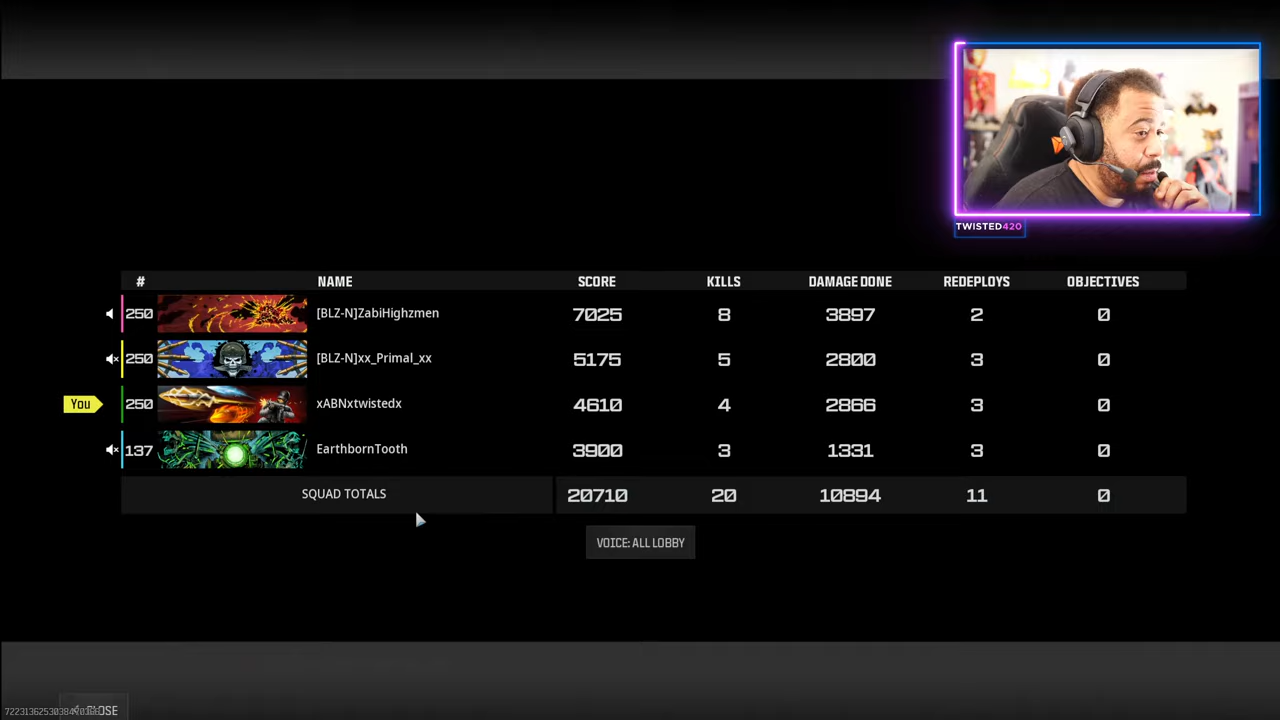 TWISTED420
# NAME SCORE KILLS DAMAGE DONE REDEPLOYS OBJECTIVES
250 [BLZ-N]ZabiHighzmen 7025 8 3897 2 0
250 [BLZ-N]xx_Primal_xx 5175 5 2800 3 0
You 250 xABNxtwistedx 4610 4 2866 3 0
137 EarthbornTooth 3900 3 1331 3 0
SQUAD TOTALS 20710 20 10894 11 0
VOICE: ALL LOBBY